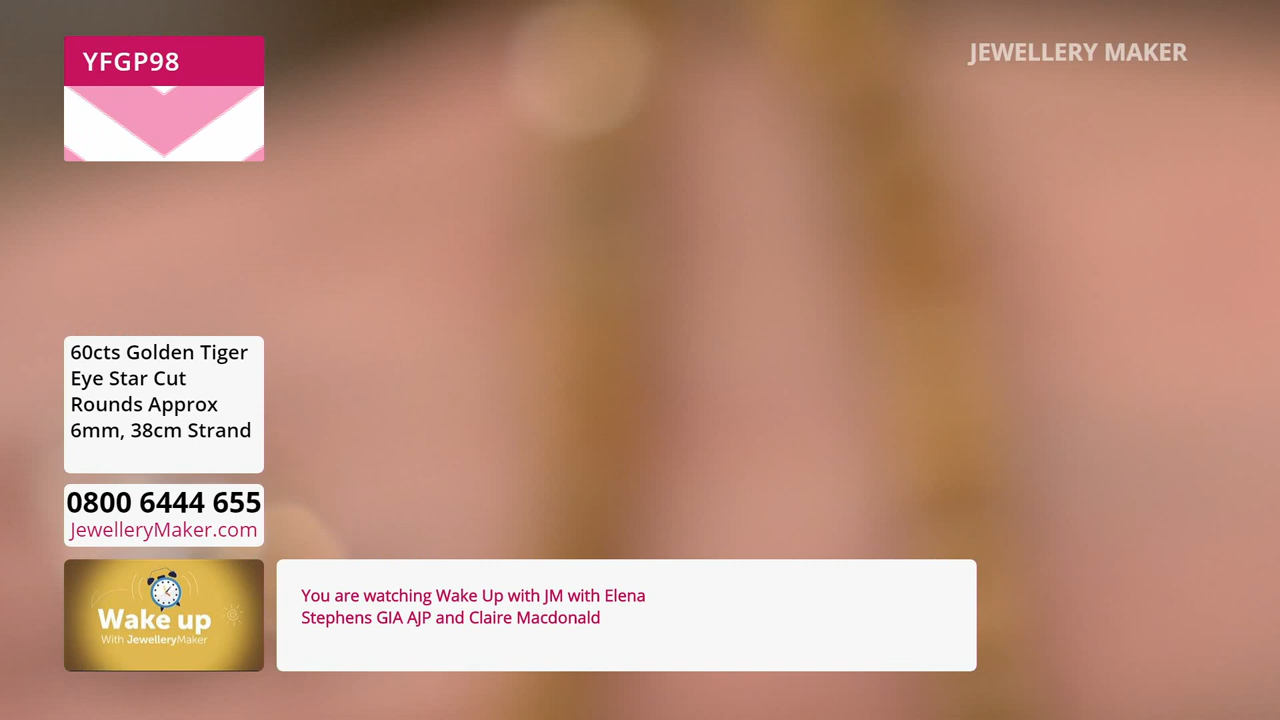 YFGP98
JEWELLERY MAKER
60cts Golden Tiger
Eye Star Cut
Rounds Approx
6mm, 38cm Strand
0800 6444 655
JewelleryMaker.com
Wake up
With JewelleryMaker
You are watching Wake Up with JM with Elena
Stephens GIA AJP and Claire Macdonald